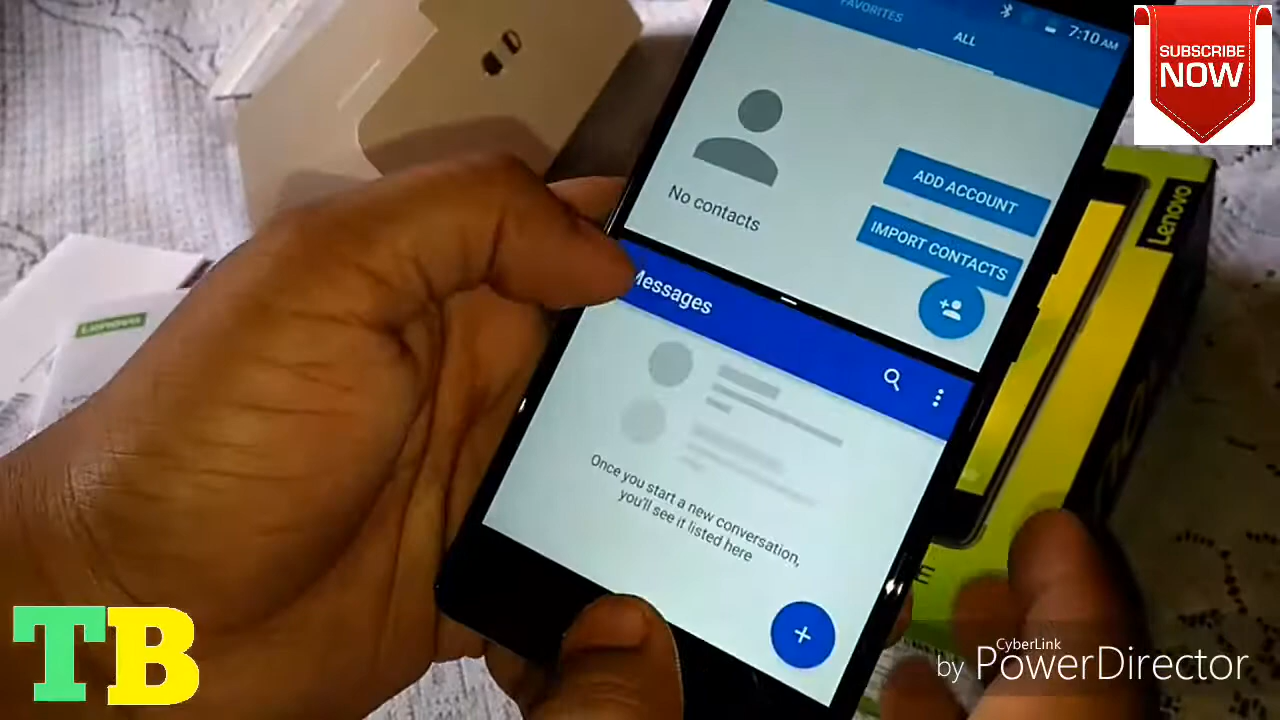 FAVORITES
ALL
7:10 AM
SUBSCRIBE
NOW
No contacts
ADD ACCOUNT
IMPORT CONTACTS
Lenovo
Lenovo
Messages
Once you start a new conversation,
you'll see it listed here
TB
CyberLink
by PowerDirector